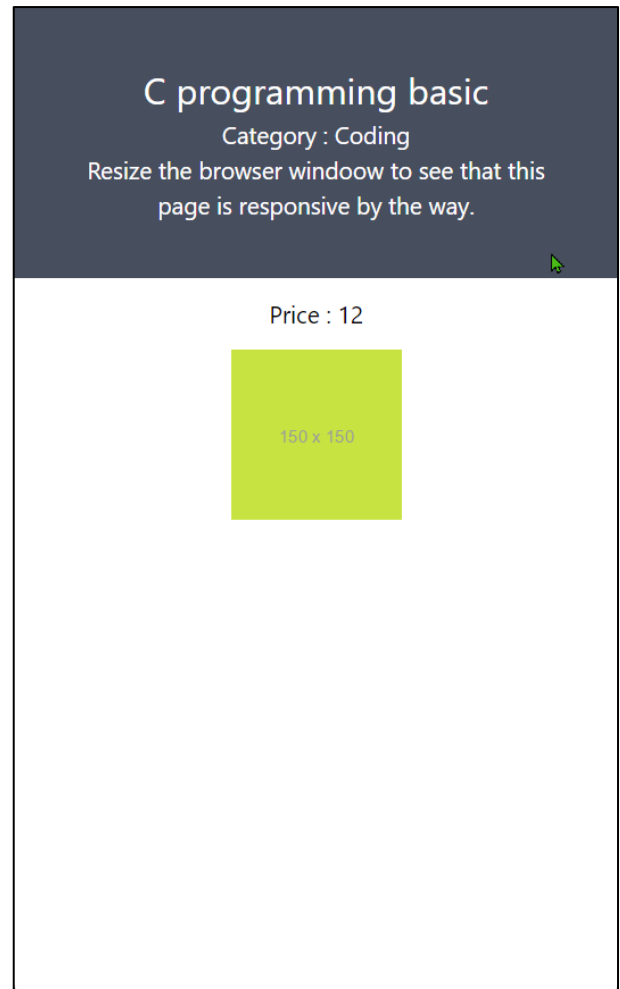 C programming basic
Category : Coding
Resize the browser windoow to see that this
page is responsive by the way.
Price : 12
150 x 150